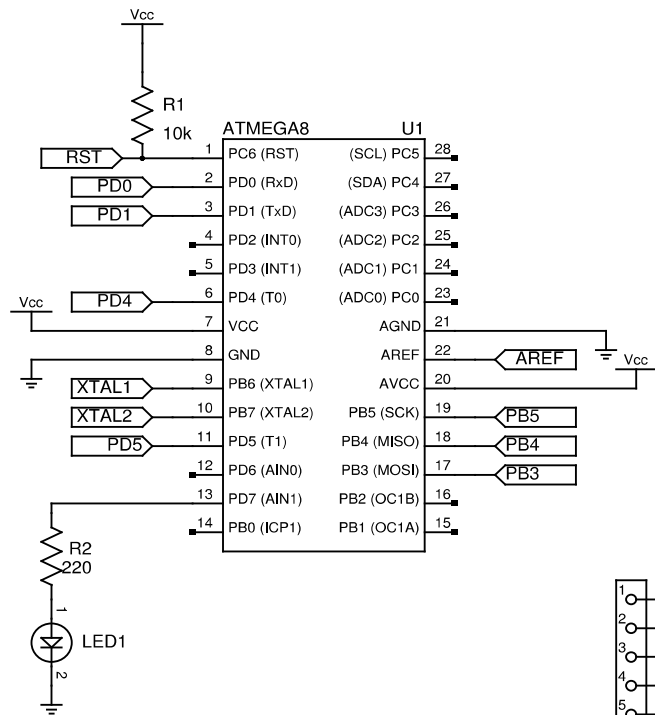 Vcc
R1
10k
ATMEGA8 U1
RST 1 PC6 (RST) (SCL) PC5 28
PD0 2 PD0 (RxD) (SDA) PC4 27
PD1 3 PD1 (TxD) (ADC3) PC3 26
4 PD2 (INT0) (ADC2) PC2 25
5 PD3 (INT1) (ADC1) PC1 24
PD4 6 PD4 (T0) (ADC0) PC0 23
Vcc 7 VCC AGND 21
8 GND AREF 22 AREF
Vcc
XTAL1 9 PB6 (XTAL1) AVCC 20
XTAL2 10 PB7 (XTAL2) PB5 (SCK) 19 PB5
PD5 11 PD5 (T1) PB4 (MISO) 18 PB4
12 PD6 (AIN0) PB3 (MOSI) 17 PB3
13 PD7 (AIN1) PB2 (OC1B) 16
14 PB0 (ICP1) PB1 (OC1A) 15
R2
220
1
LED1
2
1
2
3
4
5